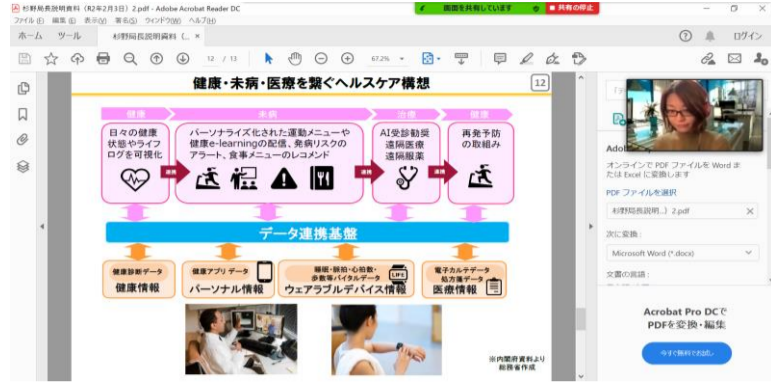 杉野局長説明資料（R2年2月3日）2.pdf - Adobe Acrobat Reader DC
画面を共有しています
共有の停止
ファイル(F) 編集(E) 表示(V) 署名(S) ウィンドウ(W) ヘルプ(H)
ホーム
ツール
杉野局長説明資料（...
ログイン
12 / 13
67.2%
健康・未病・医療を繋ぐヘルスケア構想
12
健康
未病
治療
健康
日々の健康
状態やライフ
ログを可視化
パーソナライズ化された運動メニューや
健康e-learningの配信、発病リスクの
アラート、食事メニューのレコメンド
AI受診勧奨
遠隔医療
遠隔服薬
再発予防
の取組み
連携
連携
連携
データ連携基盤
健康診断データ
健康情報
健康アプリ データ
パーソナル情報
睡眠・脈拍・心拍数・
歩数等バイタルデータ
LIFE
ウェアラブルデバイス情報
電子カルテデータ
処方箋データ
医療情報
※内閣府資料より
総務省作成
オンラインで PDF ファイルを Word ま
たは Excel に変換します
PDF ファイルを選択
杉野局長説明...）2.pdf
次に変換 :
Microsoft Word (*.docx)
文書の言語 :
Acrobat Pro DCで
PDFを変換・編集
今すぐ無料でお試し